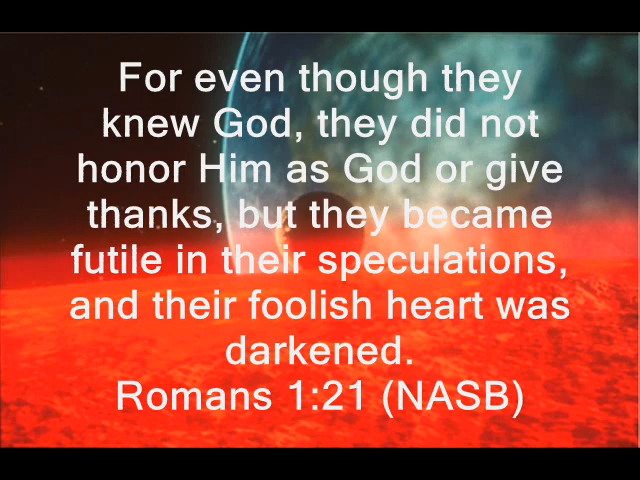 For even though they
knew God, they did not
honor Him as God or give
thanks, but they became
futile in their speculations,
and their foolish heart was
darkened.
Romans 1:21 (NASB)